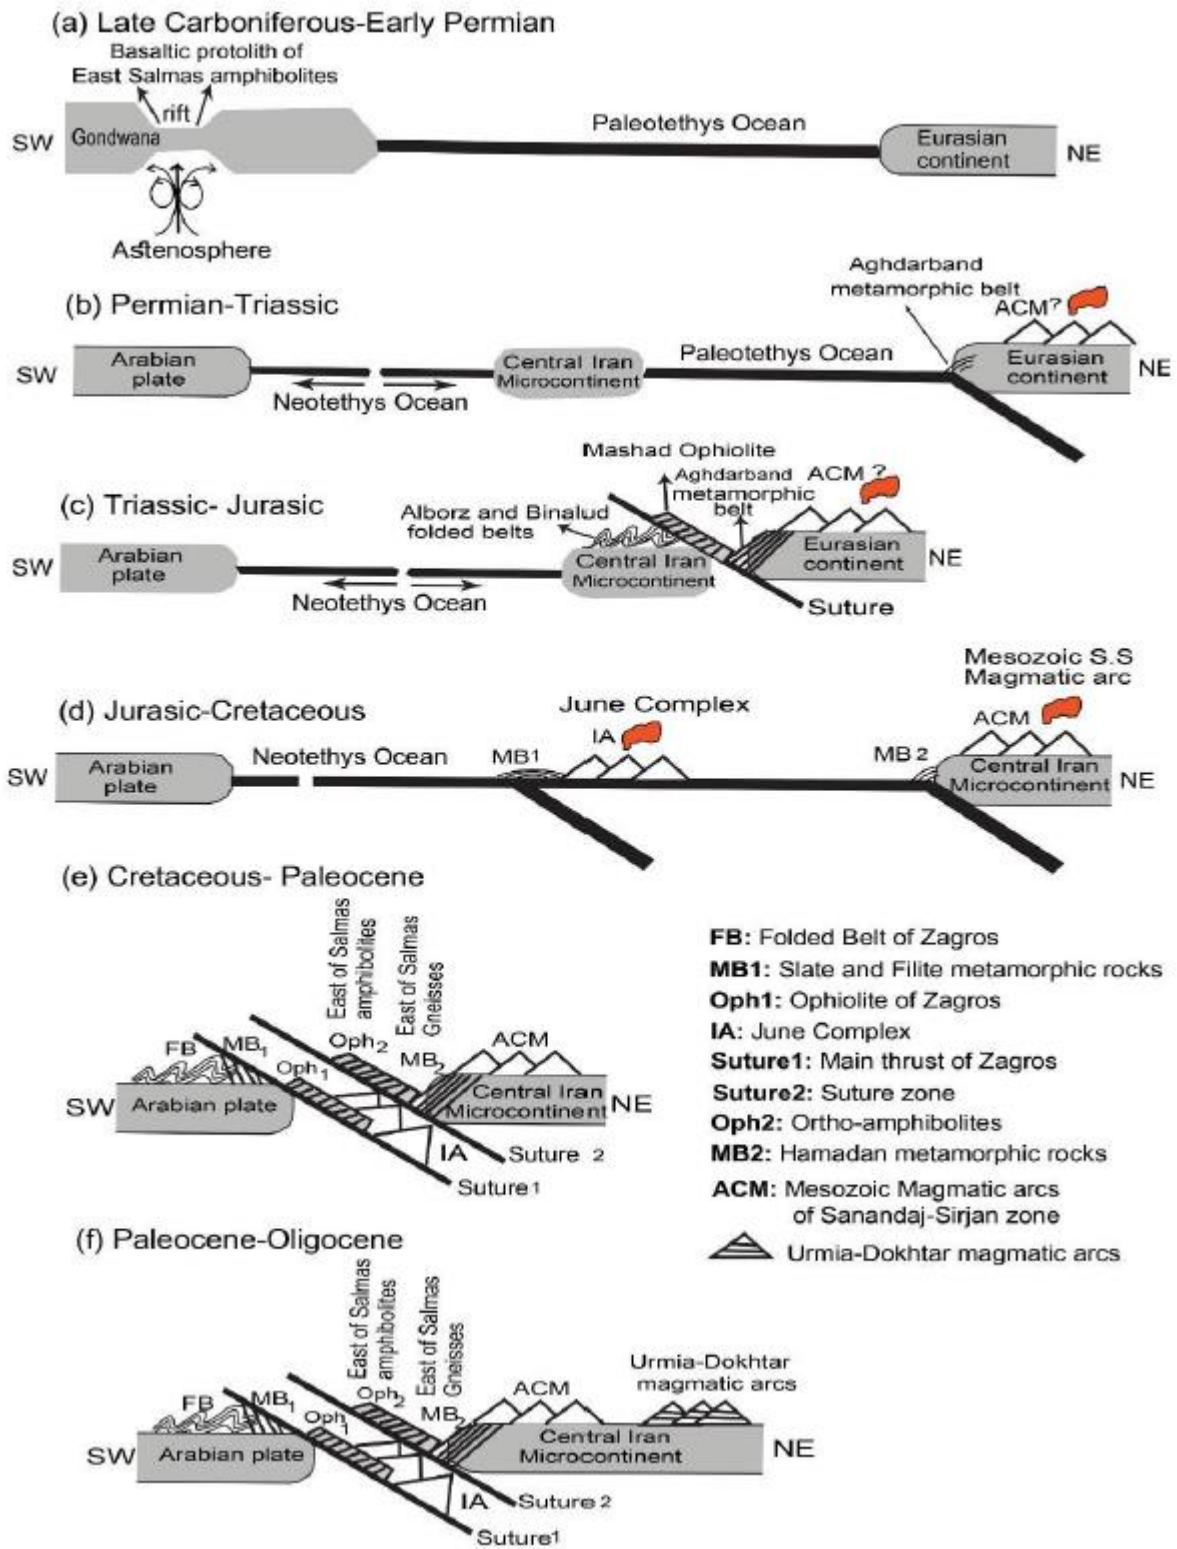 (a) Late Carboniferous-Early Permian
Basaltic protolith of
East Salmas amphibolites
rift
Gondwana
SW
Paleotethys Ocean
Eurasian
continent
NE
Astenosphere
(b) Permian-Triassic
Aghdarband
metamorphic belt
ACM?
SW
Arabian
plate
Neotethys Ocean
Central Iran
Microcontinent
Paleotethys Ocean
Eurasian
continent
NE
(c) Triassic- Jurasic
Mashad Ophiolite
Aghdarband
metamorphic
belt
ACM ?
Alborz and Binalud
folded belts
SW
Arabian
plate
Neotethys Ocean
Central Iran
Microcontinent
Eurasian
continent
NE
Suture
(d) Jurasic-Cretaceous
June Complex
Mesozoic S.S
Magmatic arc
SW
Arabian
plate
Neotethys Ocean
MB1
IA
MB 2
ACM
Central Iran
Microcontinent
NE
(e) Cretaceous- Paleocene
East of Salmas
amphibolites
East of Salmas
Gneisses
FB
MB1
Oph1
Oph2
MB2
ACM
SW
Arabian plate
Central Iran
Microcontinent
NE
IA
Suture 2
Suture1
FB: Folded Belt of Zagros
MB1: Slate and Filite metamorphic rocks
Oph1: Ophiolite of Zagros
IA: June Complex
Suture1: Main thrust of Zagros
Suture2: Suture zone
Oph2: Ortho-amphibolites
MB2: Hamadan metamorphic rocks
ACM: Mesozoic Magmatic arcs
of Sanandaj-Sirjan zone
Urmia-Dokhtar magmatic arcs
(f) Paleocene-Oligocene
East of Salmas
amphibolites
East of Salmas
Gneisses
FB
MB1
Oph1
Oph2
MB2
ACM
Urmia-Dokhtar
magmatic arcs
SW
Arabian plate
Central Iran
Microcontinent
NE
IA
Suture 2
Suture1